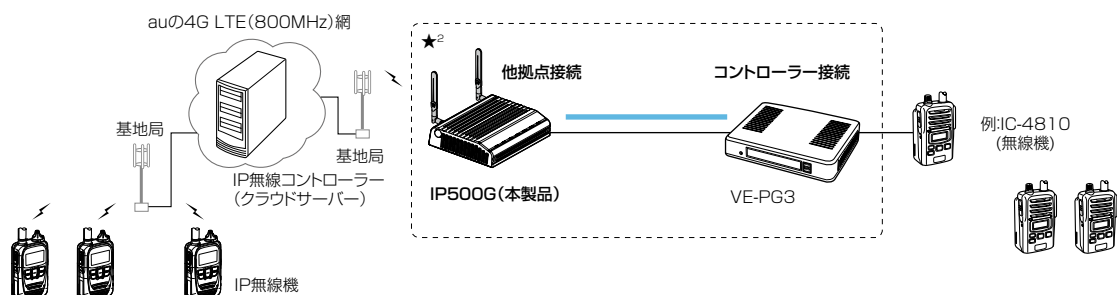 auの4G LTE(800MHz)網
★2
他拠点接続
コントローラー接続
基地局
基地局
IP無線コントローラー
(クラウドサーバー)
IP500G(本製品)
VE-PG3
例:IC-4810
(無線機)
IP無線機